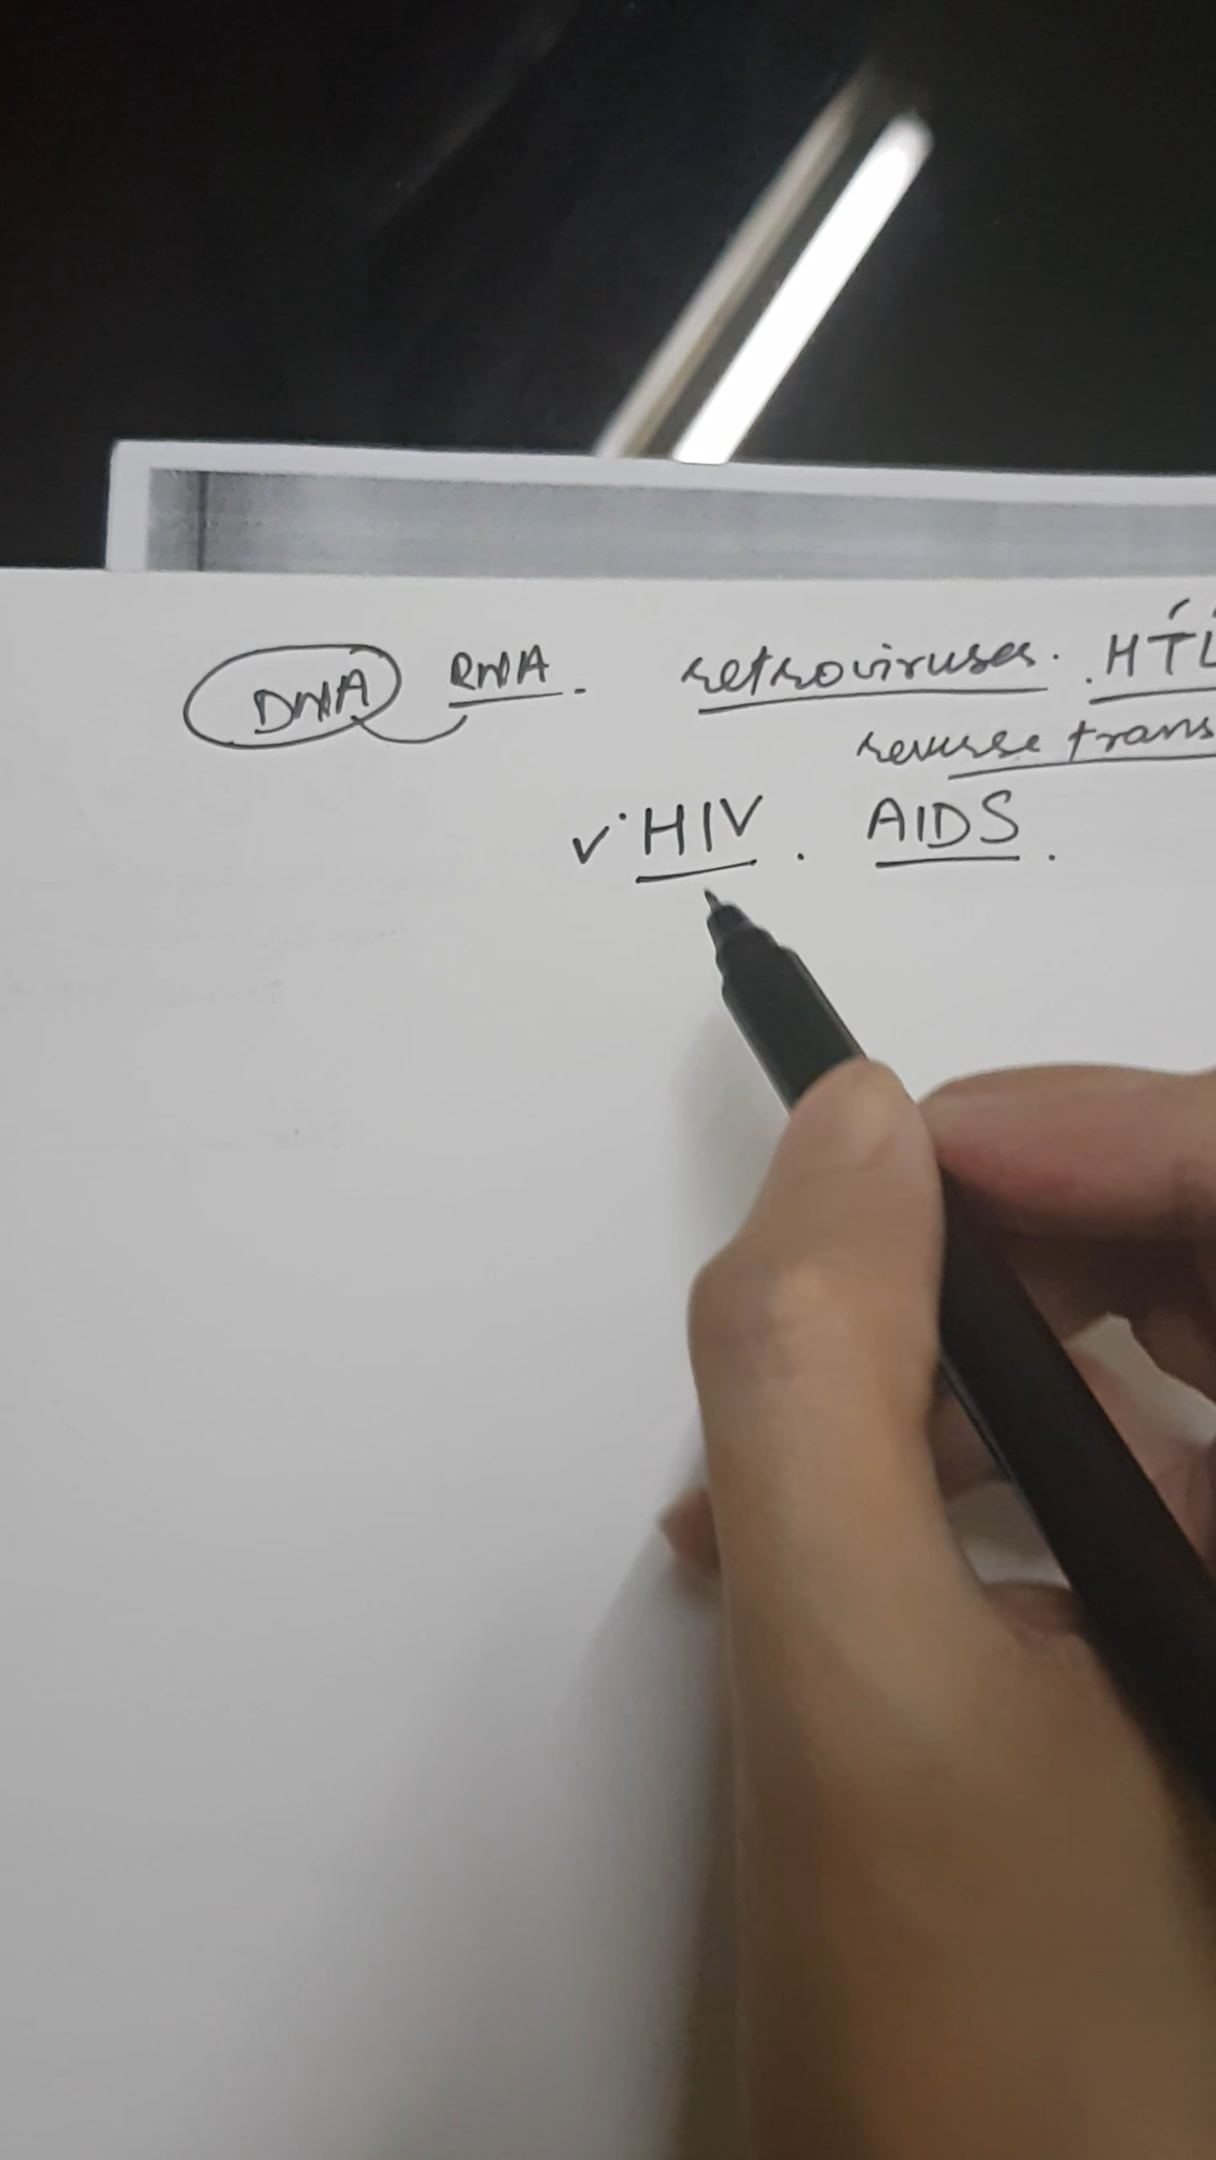 DNA RNA. retroviruses. .HTL
reverse trans
✓ HIV. AIDS.